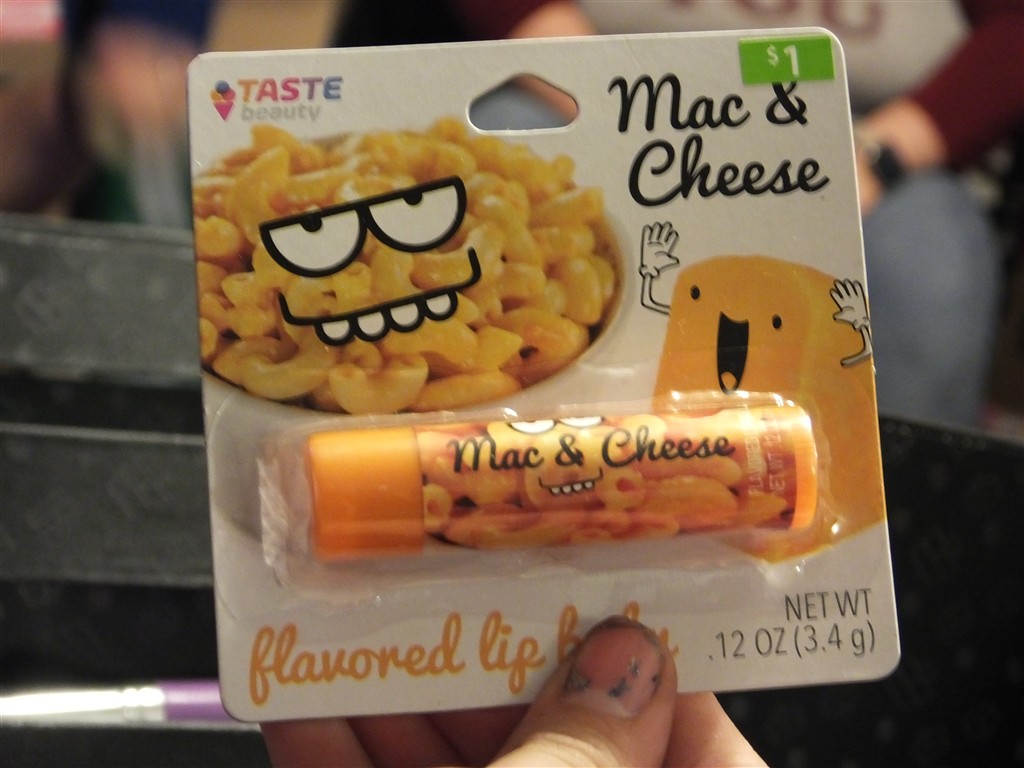 TASTE
beauty
$1
Mac &
Cheese
Mac & Cheese
flavored lip
NET WT
.12 OZ (3.4 g)